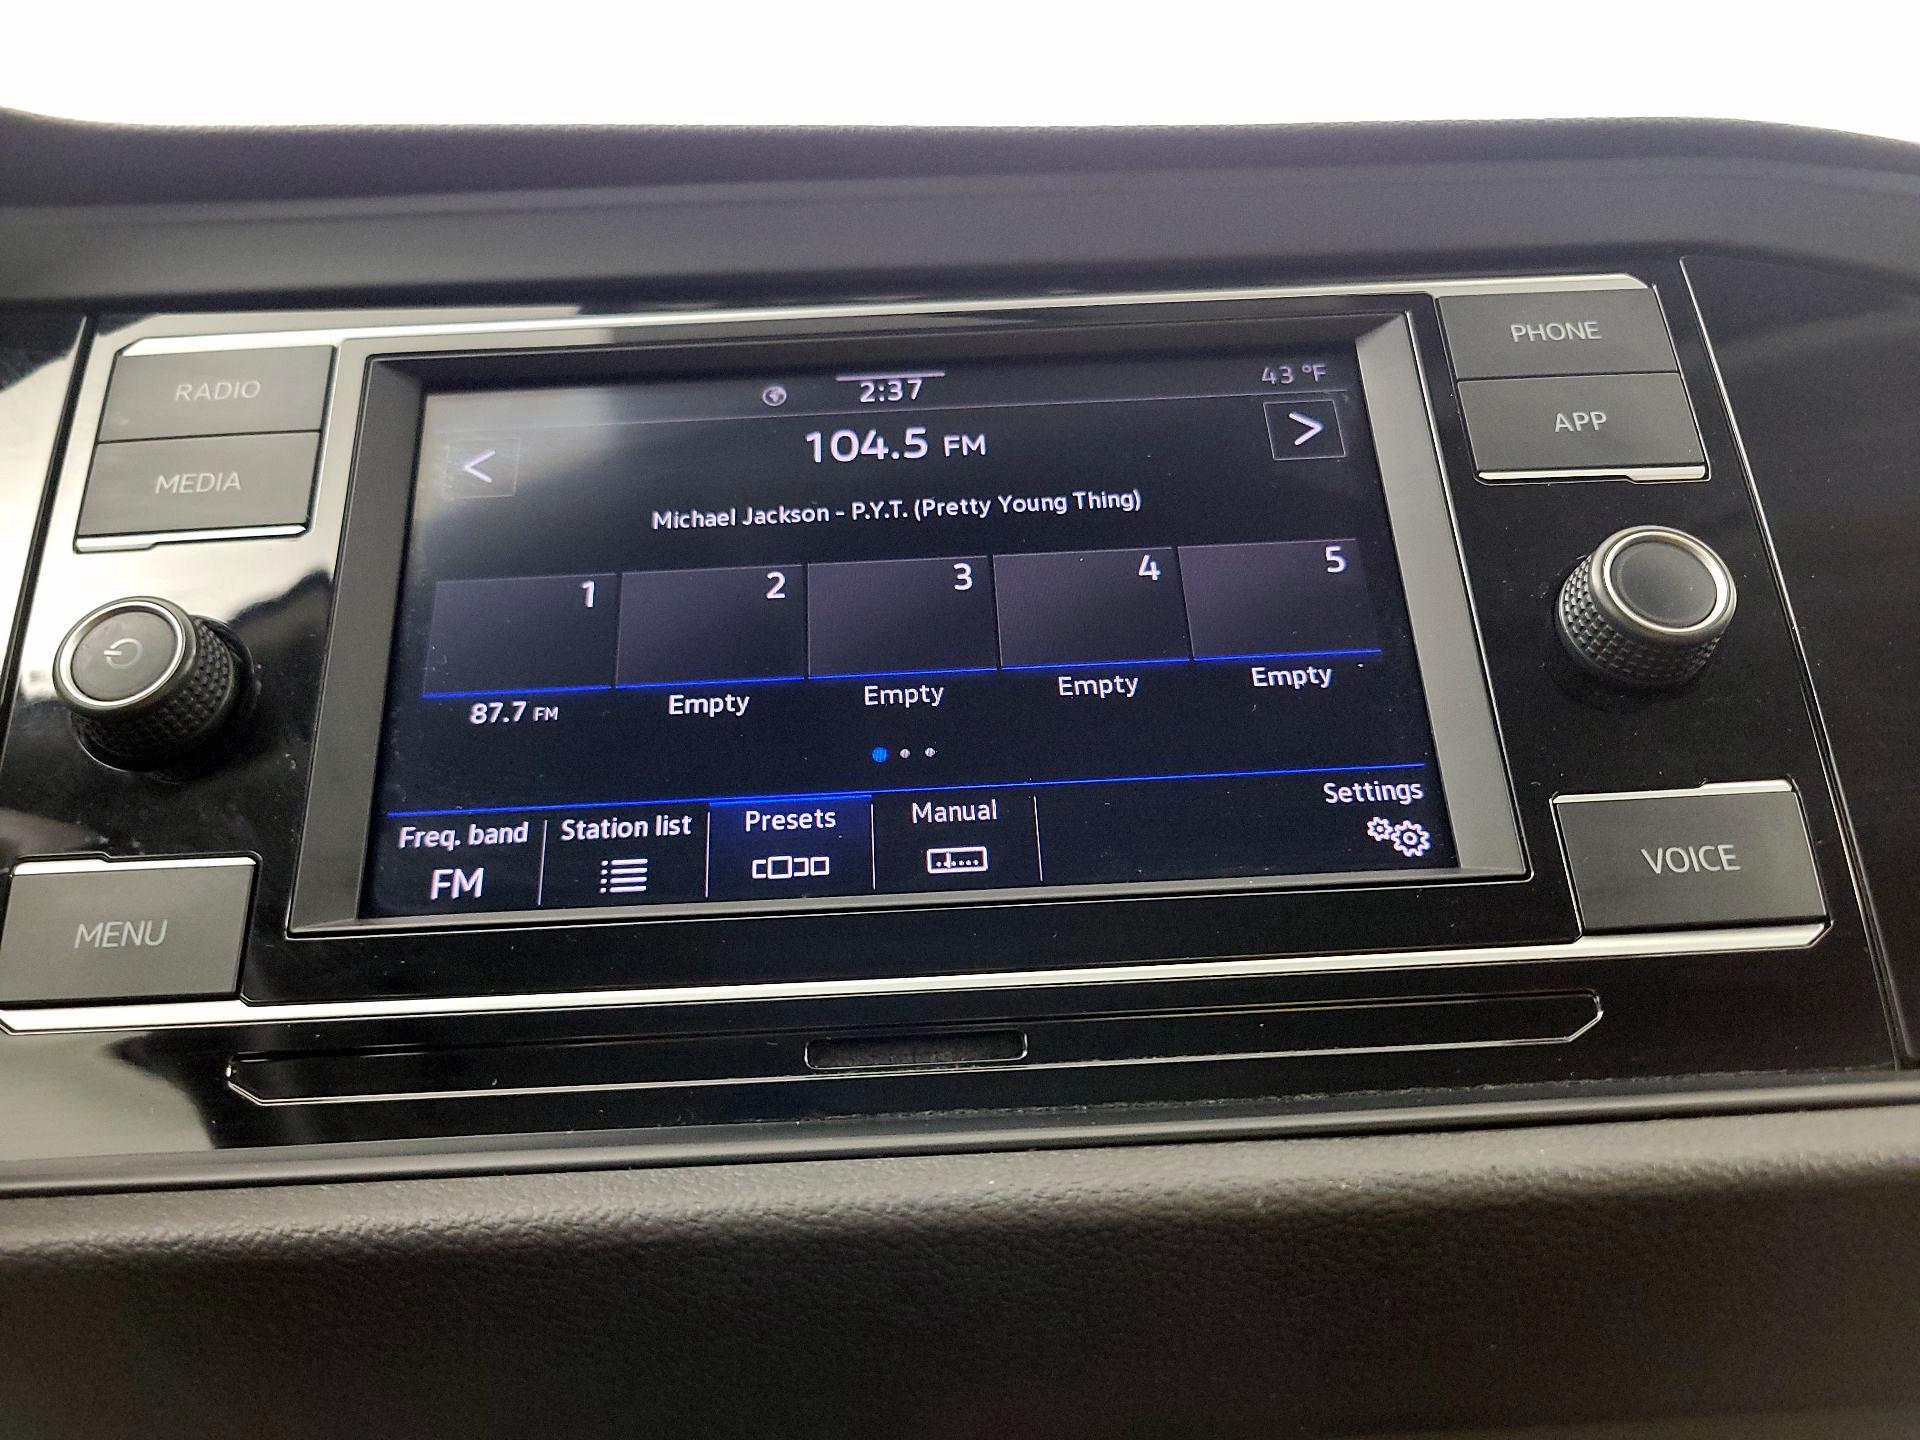 RADIO
MEDIA
MENU
PHONE
APP
VOICE
2:37
43 °F
<
104.5 FM
>
Michael Jackson - P.Y.T. (Pretty Young Thing)
1 2 3 4 5
87.7 FM Empty Empty Empty Empty
Freq. band Station list Presets Manual Settings
FM